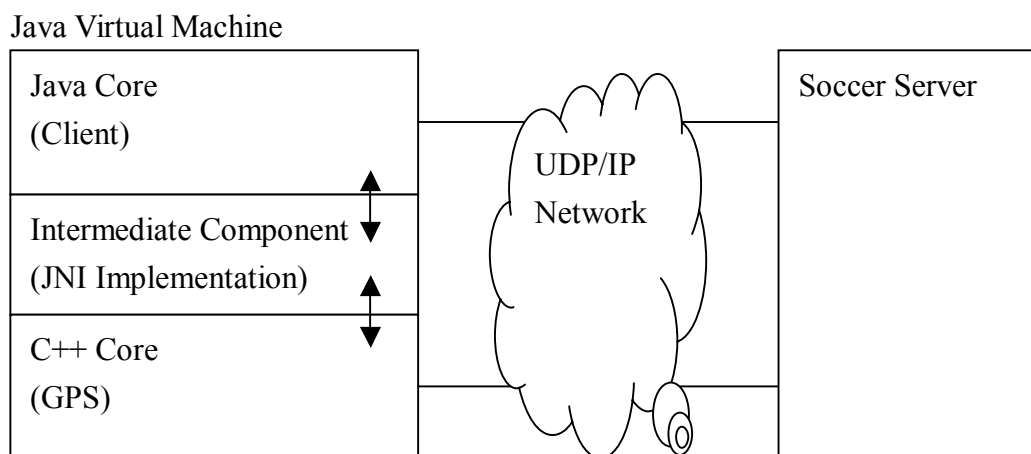 Java Virtual Machine
Java Core
(Client)
Intermediate Component
(JNI Implementation)
C++ Core
(GPS)
UDP/IP
Network
Soccer Server